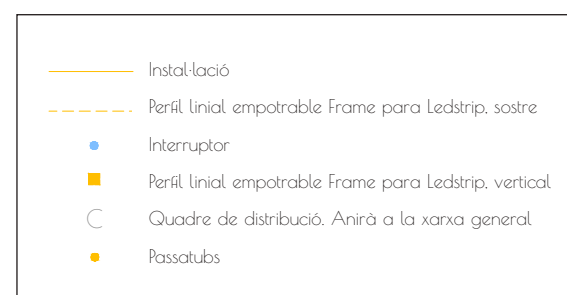 Instal·lació
Perfil linial empotrable Frame para Ledstrip, sostre
Interruptor
Perfil linial empotrable Frame para Ledstrip, vertical
Quadre de distribució. Anirà a la xarxa general
Passatubs